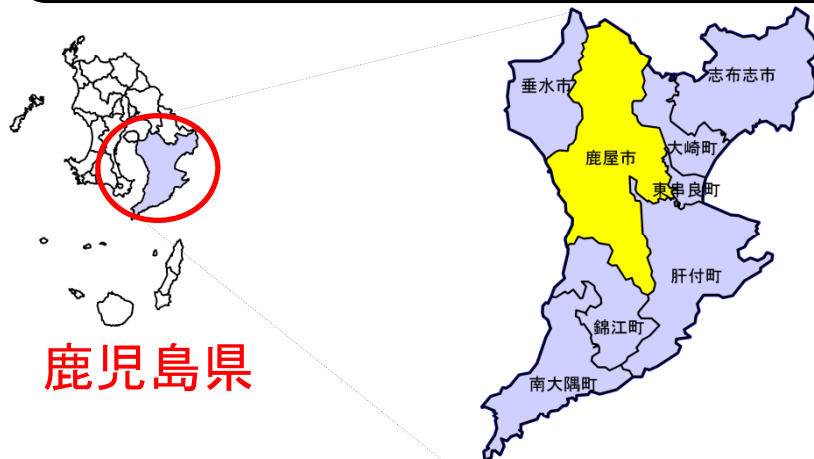 垂水市
志布志市
大崎町
鹿屋市
東串良町
肝付町
錦江町
南大隅町
鹿児島県